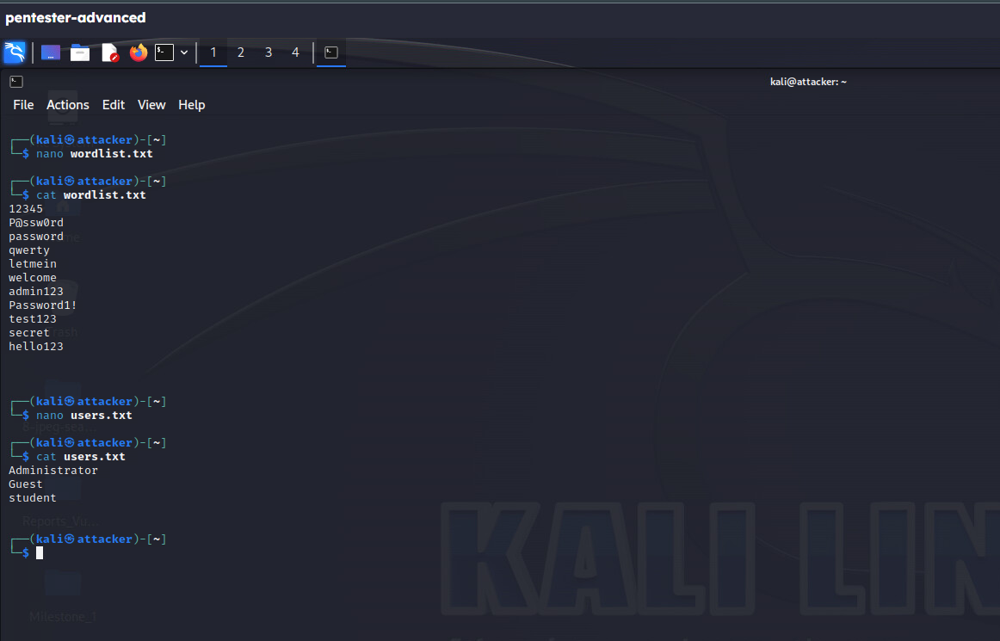 pentester-advanced
1 2 3 4
kali@attacker: ~
File Actions Edit View Help
┌──(kali㉿attacker)-[~]
└─$ nano wordlist.txt
┌──(kali㉿attacker)-[~]
└─$ cat wordlist.txt
12345
P@ssw0rd
password
qwerty
letmein
welcome
admin123
Password1!
test123
secret
hello123
┌──(kali㉿attacker)-[~]
└─$ nano users.txt
┌──(kali㉿attacker)-[~]
└─$ cat users.txt
Administrator
Guest
student
Reports_Vu...
┌──(kali㉿attacker)-[~]
└─$
KALI LIN
Milestone_1